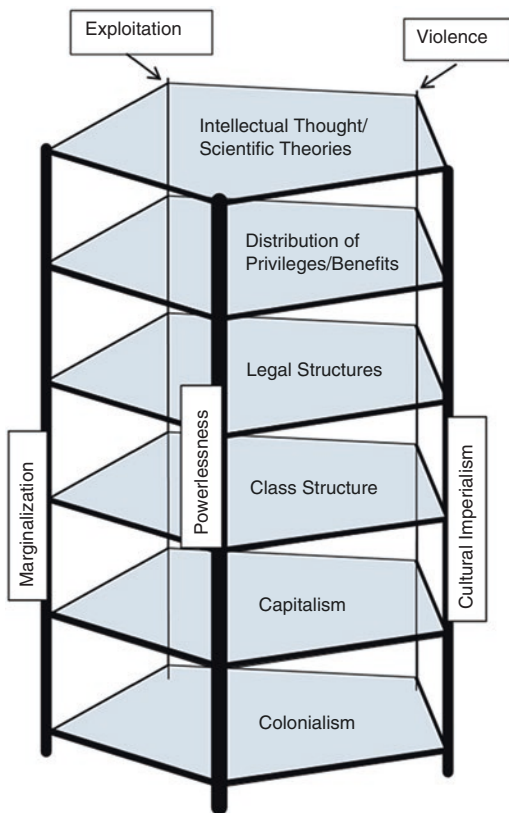 Exploitation
Violence
Intellectual Thought/
Scientific Theories
Distribution of
Privileges/Benefits
Legal Structures
Class Structure
Capitalism
Colonialism
Marginalization
Powerlessness
Cultural Imperialism